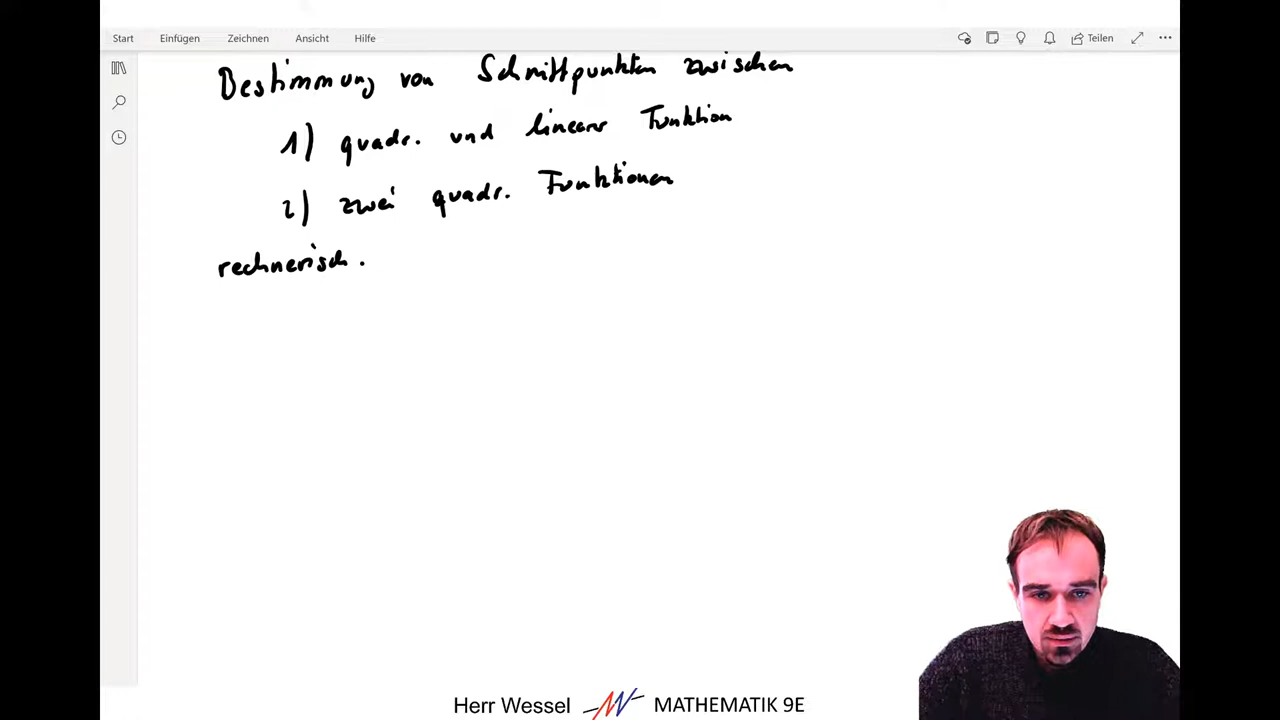 Start Einfügen Zeichnen Ansicht Hilfe Teilen
Bestimmung von Schnittpunkten zwischen
1) quadr. und linearer Funktion
2) zwei quadr. Funktionen
rechnerisch.
Herr Wessel MATHEMATIK 9E